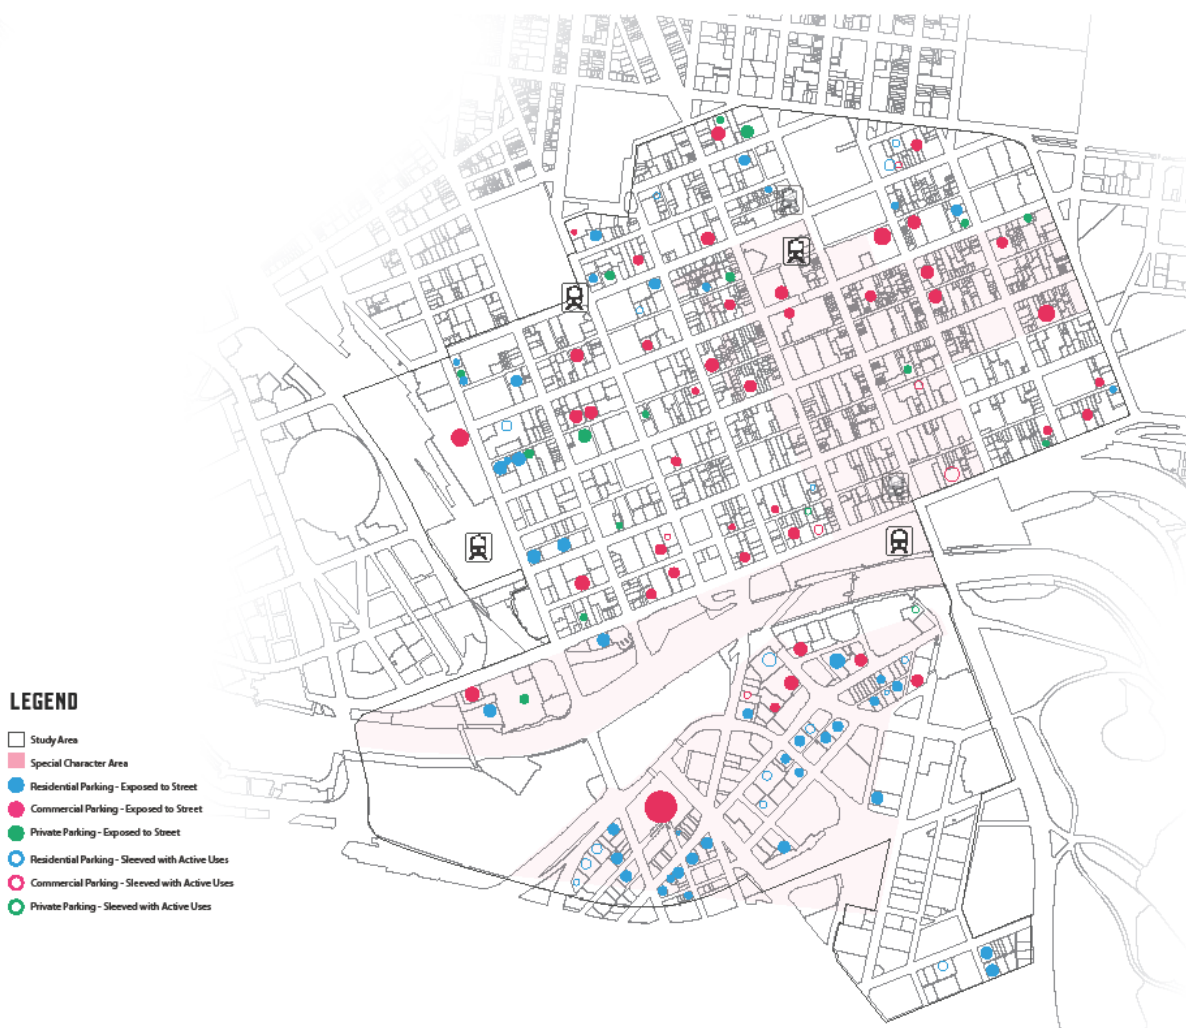 LEGEND
Study Area
Special Character Area
Residential Parking - Exposed to Street
Commercial Parking - Exposed to Street
Private Parking - Exposed to Street
Residential Parking - Sleeved with Active Uses
Commercial Parking - Sleeved with Active Uses
Private Parking - Sleeved with Active Uses